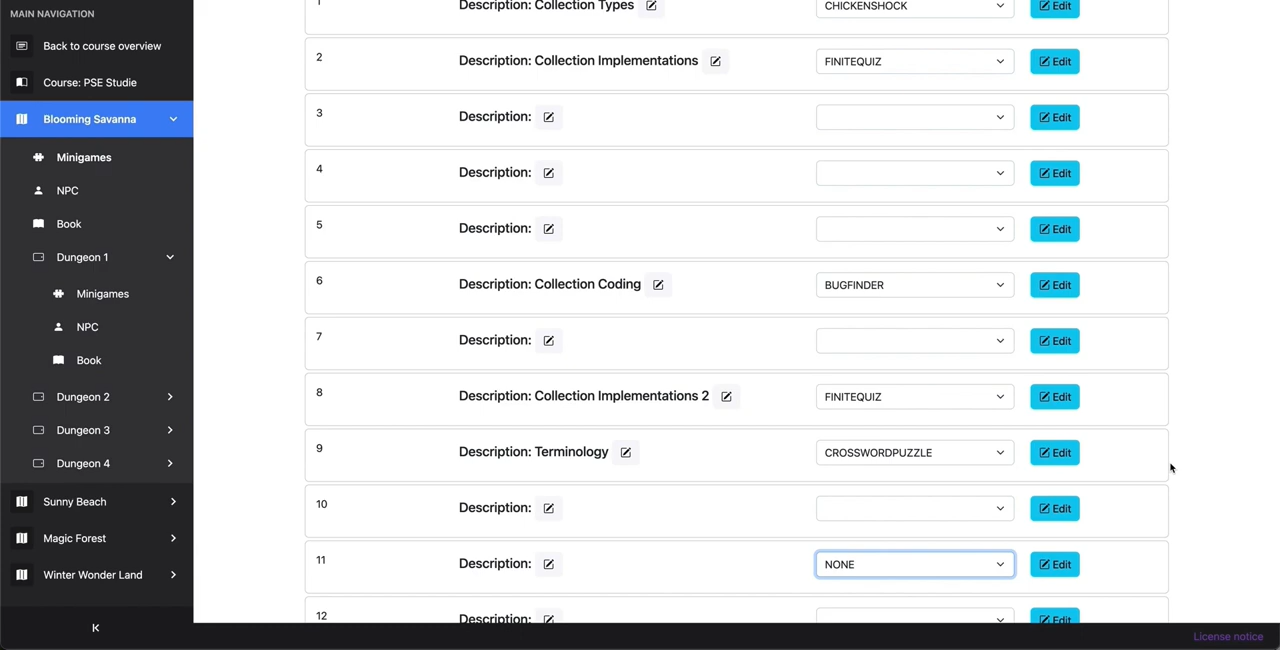 MAIN NAVIGATION
Back to course overview
Course: PSE Studie
Blooming Savanna
Minigames
NPC
Book
Dungeon 1
Minigames
NPC
Book
Dungeon 2
Dungeon 3
Dungeon 4
Sunny Beach
Magic Forest
Winter Wonder Land
1 Description: Collection Types CHICKENSHOCK Edit
2 Description: Collection Implementations FINITEQUIZ Edit
3 Description: Edit
4 Description: Edit
5 Description: Edit
6 Description: Collection Coding BUGFINDER Edit
7 Description: Edit
8 Description: Collection Implementations 2 FINITEQUIZ Edit
9 Description: Terminology CROSSWORDPUZZLE Edit
10 Description: Edit
11 Description: NONE Edit
12 Description: Edit
License notice